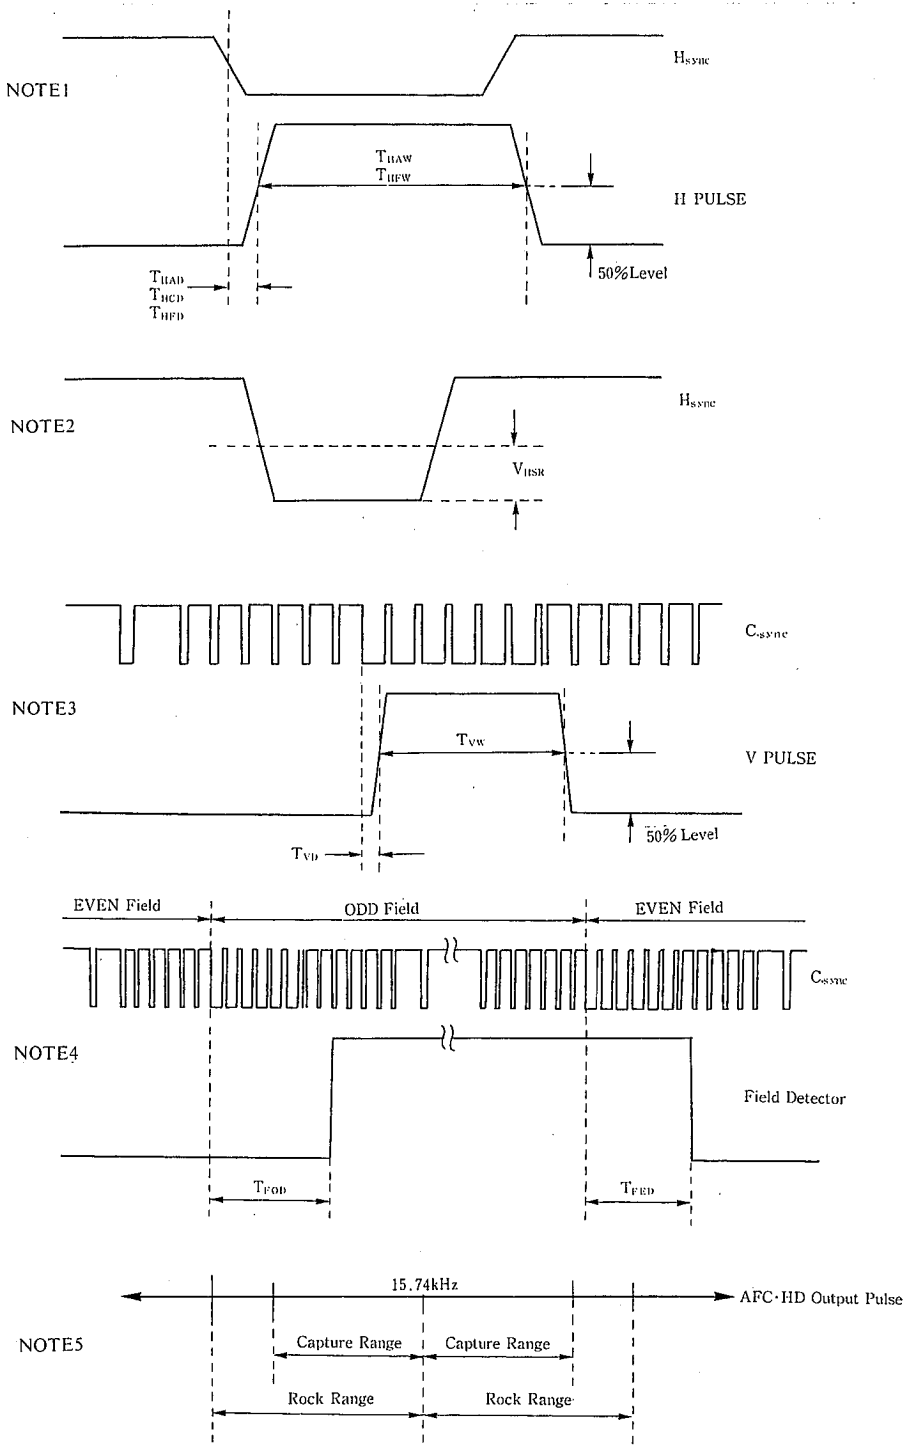 Hsync
NOTE1
THAW
THFW
H PULSE
50%Level
THAD
THCD
THFD
Hsync
NOTE2
VHSR
C.sync
NOTE3
TVW
V PULSE
50% Level
TVD
EVEN Field ODD Field EVEN Field
C.sync
NOTE4
Field Detector
TFOD TFED
15.74kHz
AFC·HD Output Pulse
NOTE5
Capture Range Capture Range
Rock Range Rock Range